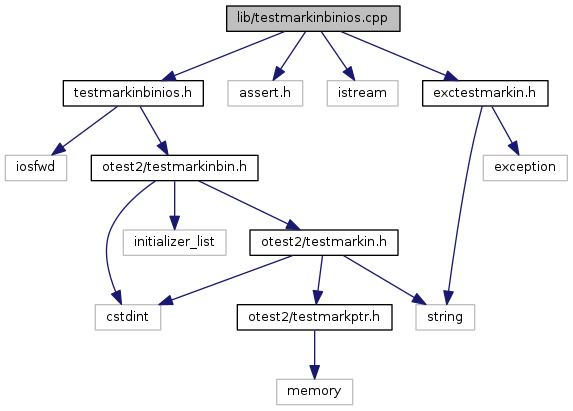 lib/testmarkinbinios.cpp
testmarkinbinios.h
assert.h
istream
exctestmarkin.h
iosfwd
otest2/testmarkinbin.h
exception
initializer_list
otest2/testmarkin.h
cstdint
otest2/testmarkptr.h
string
memory